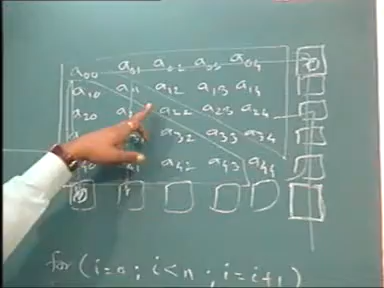 a00 a01 a02 a03 a04
a10 a11 a12 a13 a14
a20 a22 a23 a24
a32 a33 a34
a42 a43 a44
for (i=0; i<n; i=i+1)